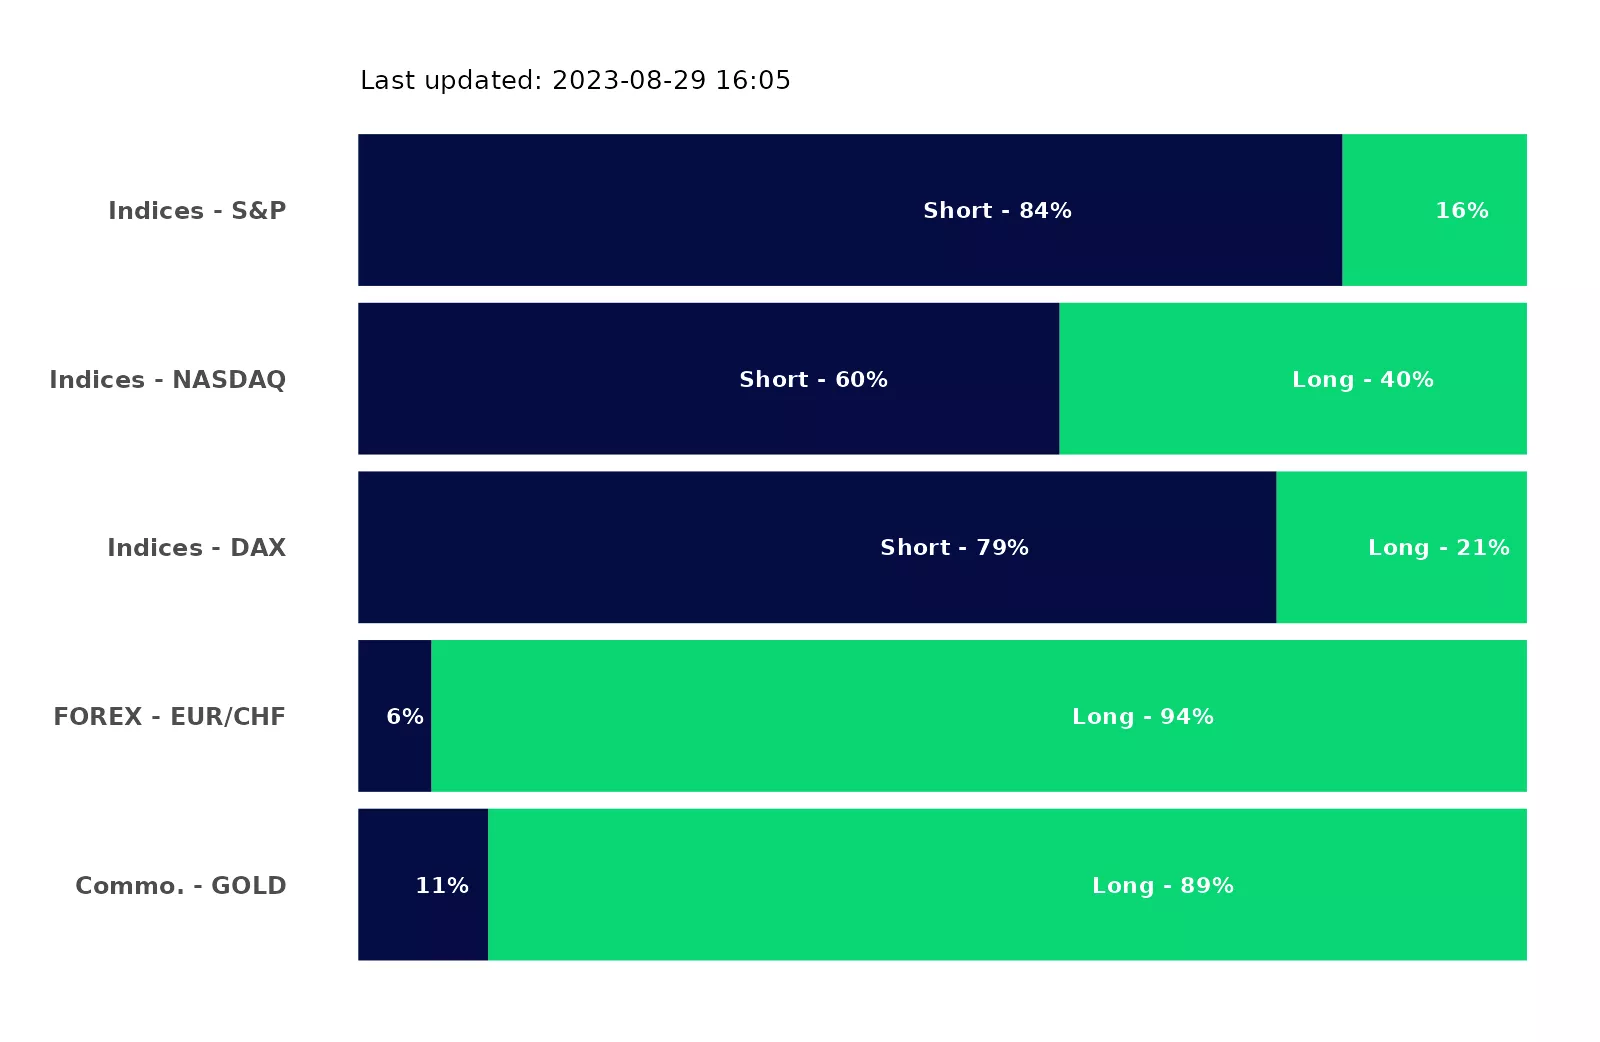 Last updated: 2023-08-29 16:05
Indices - S&P Short - 84% 16%
Indices - NASDAQ Short - 60% Long - 40%
Indices - DAX Short - 79% Long - 21%
FOREX - EUR/CHF 6% Long - 94%
Commo. - GOLD 11% Long - 89%